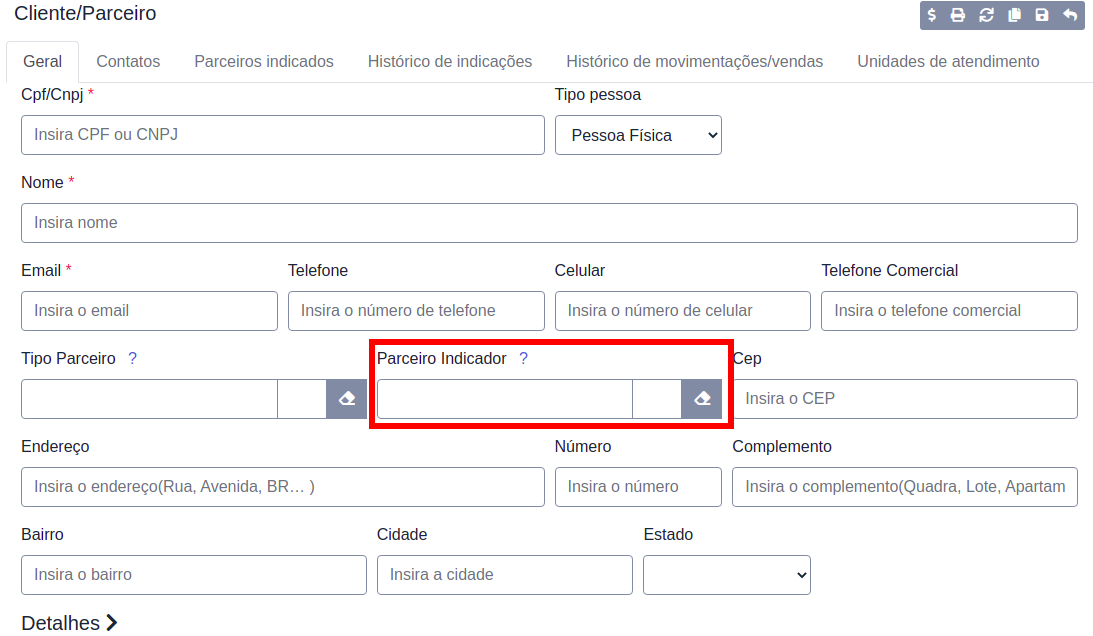 Cliente/Parceiro
$
Geral Contatos Parceiros indicados Histórico de indicações Histórico de movimentações/vendas Unidades de atendimento
Cpf/Cnpj * Tipo pessoa
Insira CPF ou CNPJ Pessoa Física
Nome *
Insira nome
Email * Telefone Celular Telefone Comercial
Insira o email Insira o número de telefone Insira o número de celular Insira o telefone comercial
Tipo Parceiro ? Parceiro Indicador ? Cep
Insira o CEP
Endereço Número Complemento
Insira o endereço(Rua, Avenida, BR... ) Insira o número Insira o complemento(Quadra, Lote, Apartam
Bairro Cidade Estado
Insira o bairro Insira a cidade
Detalhes